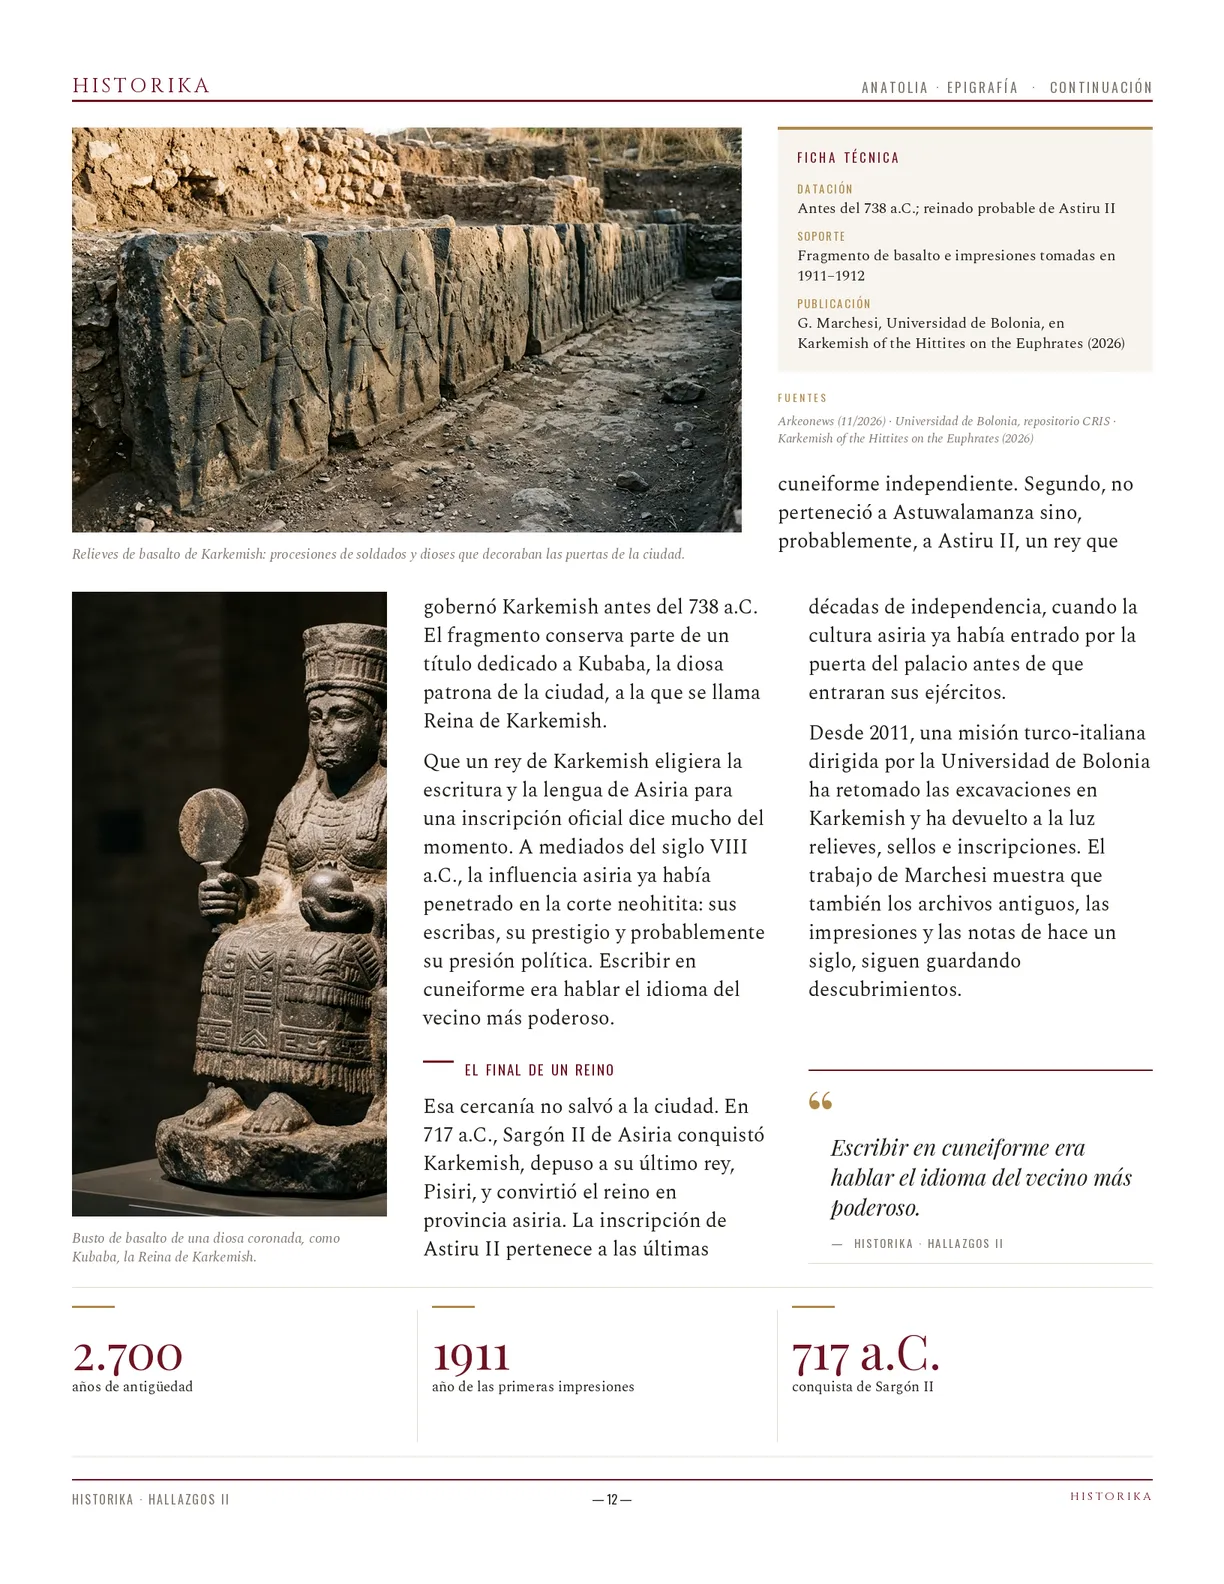 HISTORIKA
ANATOLIA · EPIGRAFÍA · CONTINUACIÓN
Relieves de basalto de Karkemish: procesiones de soldados y dioses que decoraban las puertas de la ciudad.
FICHA TÉCNICA
DATACIÓN
Antes del 738 a.C.; reinado probable de Astiru II
SOPORTE
Fragmento de basalto e impresiones tomadas en
1911–1912
PUBLICACIÓN
G. Marchesi, Universidad de Bolonia, en
Karkemish of the Hittites on the Euphrates (2026)
FUENTES
Arkeonews (11/2026) · Universidad de Bolonia, repositorio CRIS ·
Karkemish of the Hittites on the Euphrates (2026)
cuneiforme independiente. Segundo, no
perteneció a Astuwalamanza sino,
probablemente, a Astiru II, un rey que
gobernó Karkemish antes del 738 a.C.
El fragmento conserva parte de un
título dedicado a Kubaba, la diosa
patrona de la ciudad, a la que se llama
Reina de Karkemish.
Que un rey de Karkemish eligiera la
escritura y la lengua de Asiria para
una inscripción oficial dice mucho del
momento. A mediados del siglo VIII
a.C., la influencia asiria ya había
penetrado en la corte neohitita: sus
escribas, su prestigio y probablemente
su presión política. Escribir en
cuneiforme era hablar el idioma del
vecino más poderoso.
EL FINAL DE UN REINO
Esa cercanía no salvó a la ciudad. En
717 a.C., Sargón II de Asiria conquistó
Karkemish, depuso a su último rey,
Pisiri, y convirtió el reino en
provincia asiria. La inscripción de
Astiru II pertenece a las últimas
décadas de independencia, cuando la
cultura asiria ya había entrado por la
puerta del palacio antes de que
entraran sus ejércitos.
Desde 2011, una misión turco-italiana
dirigida por la Universidad de Bolonia
ha retomado las excavaciones en
Karkemish y ha devuelto a la luz
relieves, sellos e inscripciones. El
trabajo de Marchesi muestra que
también los archivos antiguos, las
impresiones y las notas de hace un
siglo, siguen guardando
descubrimientos.
“
Escribir en cuneiforme era
hablar el idioma del vecino más
poderoso.
— HISTORIKA · HALLAZGOS II
Busto de basalto de una diosa coronada, como
Kubaba, la Reina de Karkemish.
2.700
años de antigüedad
1911
año de las primeras impresiones
717 a.C.
conquista de Sargón II
HISTORIKA · HALLAZGOS II
— 12 —
HISTORIKA